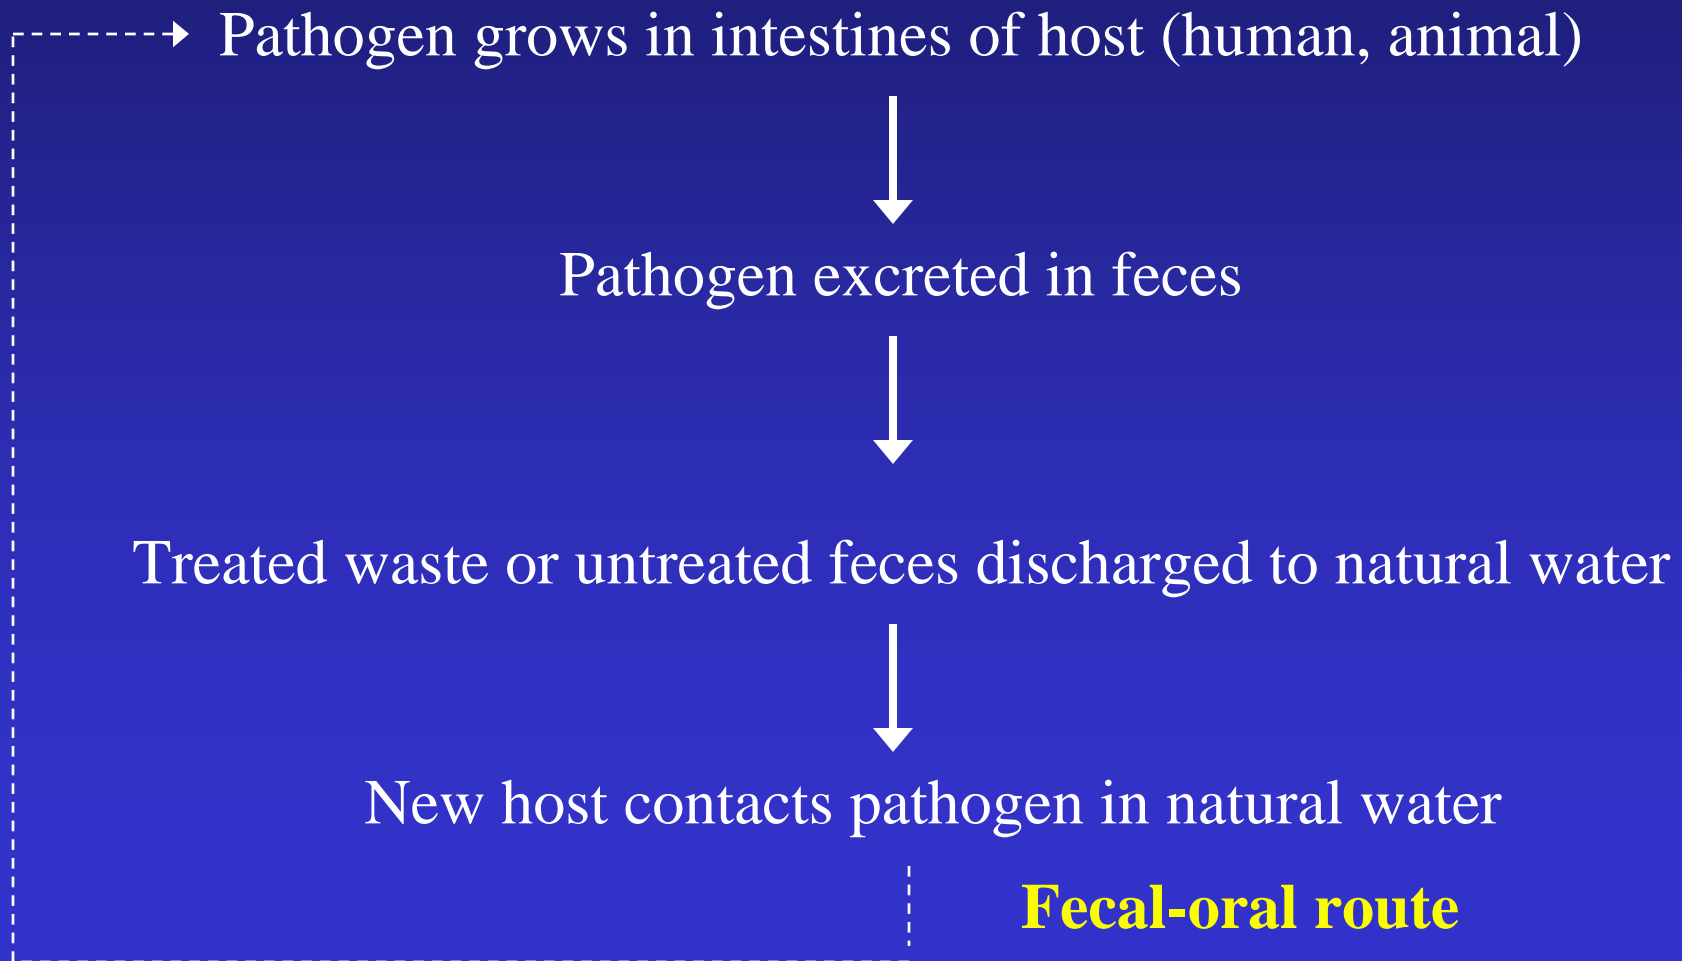 Pathogen grows in intestines of host (human, animal)
Pathogen excreted in feces
Treated waste or untreated feces discharged to natural water
New host contacts pathogen in natural water
Fecal-oral route